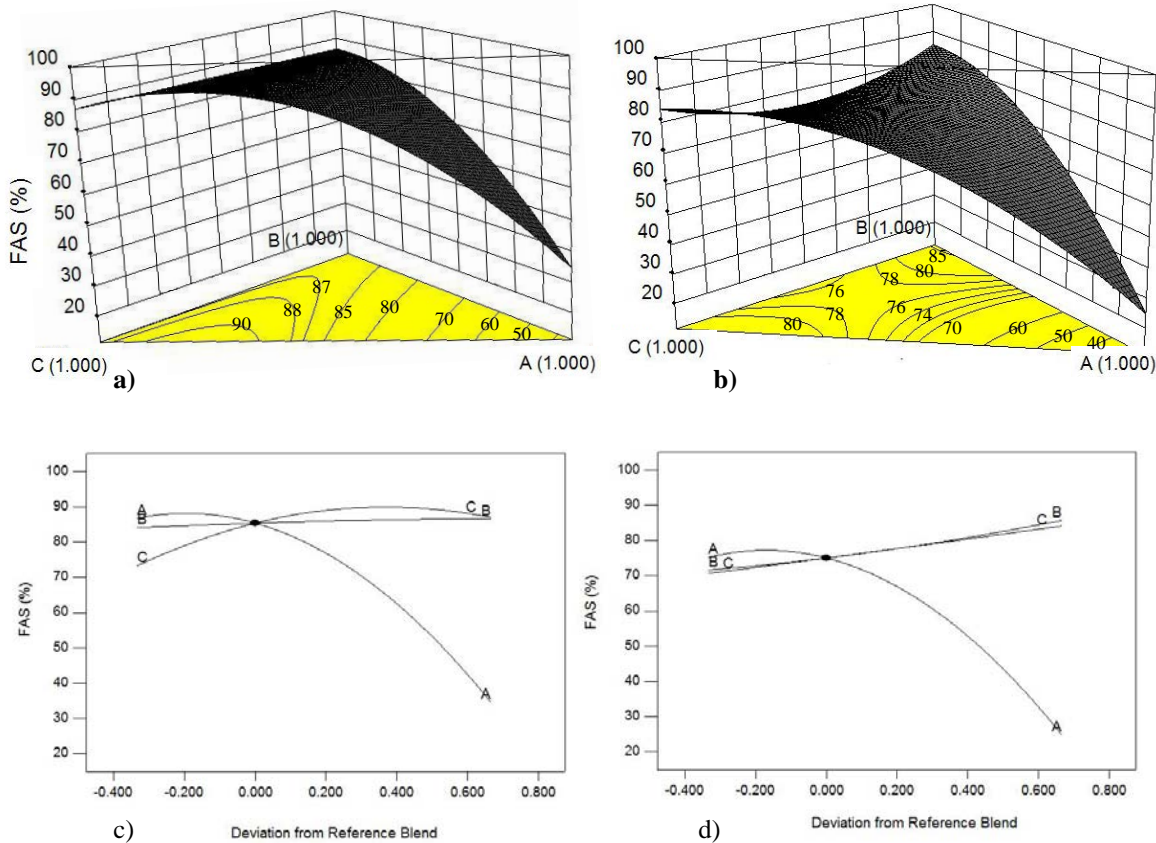 100
90
80
70
60
50
40
30
20
FAS (%)
B (1.000)
87
88
85
80
90
70
60
50
C (1.000)
A (1.000)
a)
100
90
80
70
60
50
40
30
20
B (1.000)
85
80
78
76
76
78
74
80
70
60
50
40
C (1.000)
A (1.000)
b)
100
90
80
70
60
50
40
30
20
FAS (%)
A
B
C
C
B
A
-0.400
-0.200
0.000
0.200
0.400
0.600
0.800
c)
Deviation from Reference Blend
100
90
80
70
60
50
40
30
20
FAS (%)
A
B
C
B
C
A
-0.400
-0.200
0.000
0.200
0.400
0.600
0.800
d)
Deviation from Reference Blend